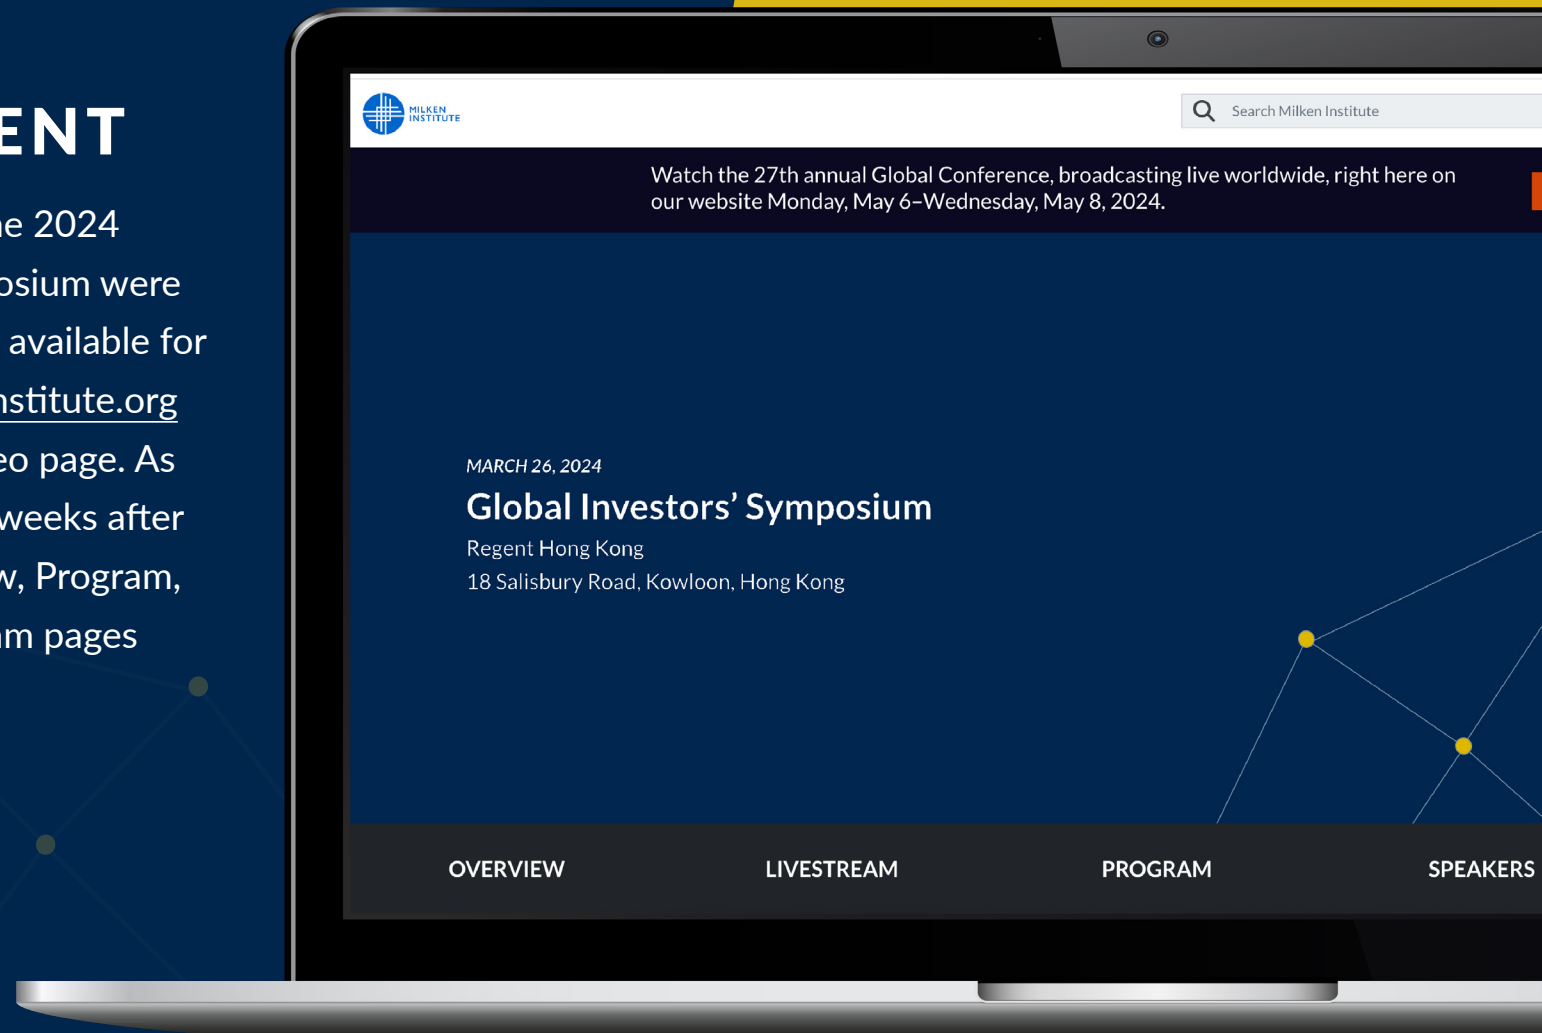 ENT
ne 2024
osium were
available for
nstitute.org
eo page. As
weeks after
w, Program,
am pages
MILKEN
INSTITUTE
Search Milken Institute
Watch the 27th annual Global Conference, broadcasting live worldwide, right here on
our website Monday, May 6–Wednesday, May 8, 2024.
MARCH 26, 2024
Global Investors’ Symposium
Regent Hong Kong
18 Salisbury Road, Kowloon, Hong Kong
OVERVIEW
LIVESTREAM
PROGRAM
SPEAKERS